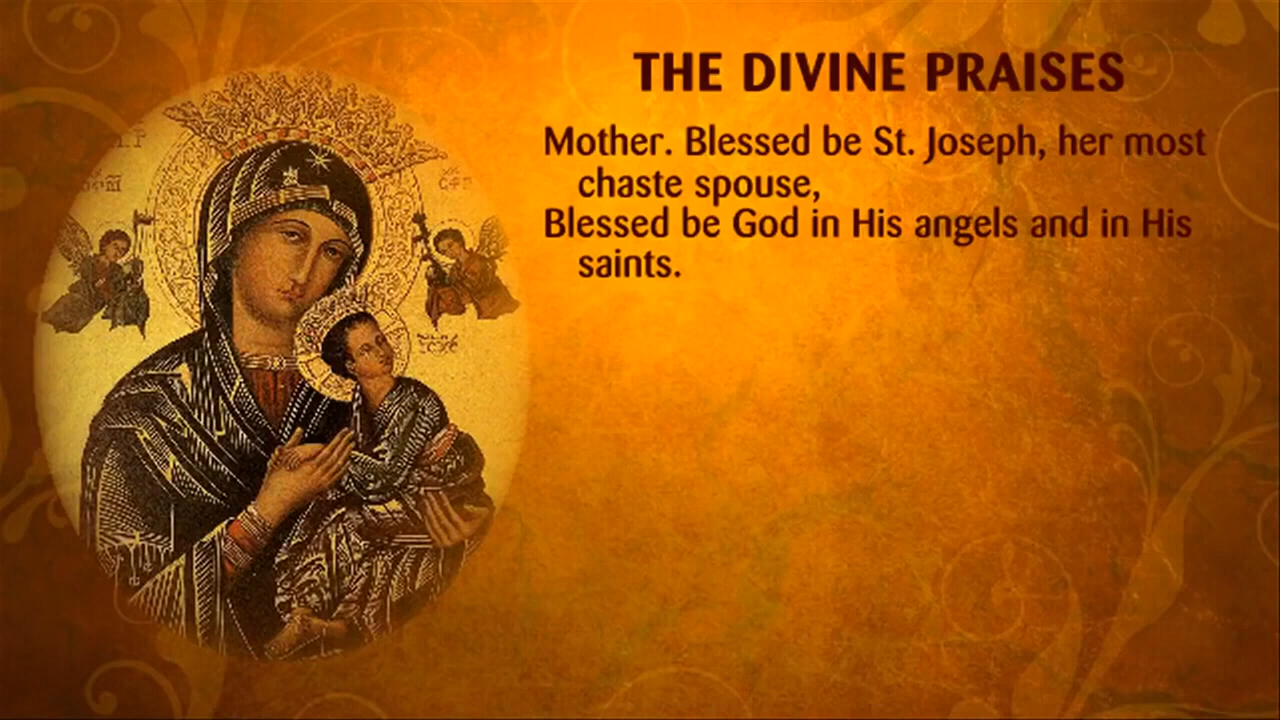 THE DIVINE PRAISES
Mother. Blessed be St. Joseph, her most
chaste spouse,
Blessed be God in His angels and in His
saints.